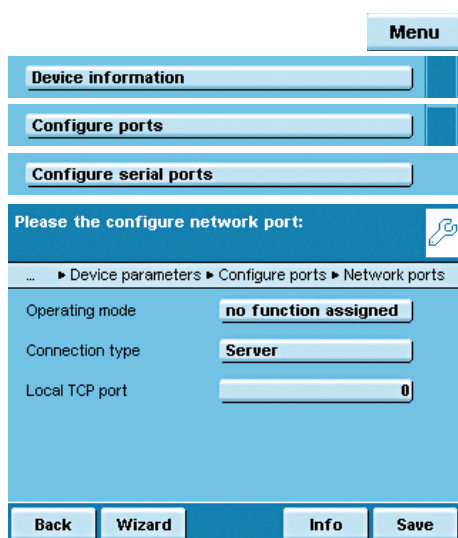 Menu
Device information
Configure ports
Configure serial ports
Please the configure network port:
... ▶ Device parameters ▶ Configure ports ▶ Network ports
Operating mode no function assigned
Connection type Server
Local TCP port 0
Back Wizard Info Save